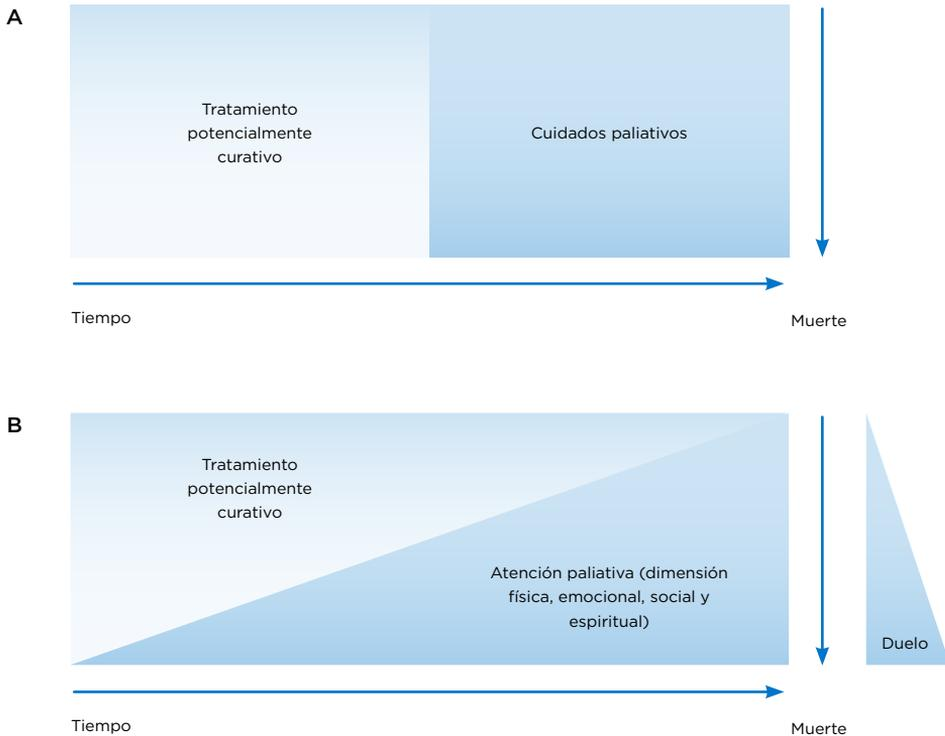 A
Tratamiento
potencialmente
curativo
Cuidados paliativos
Tiempo
Muerte
B
Tratamiento
potencialmente
curativo
Atención paliativa (dimensión
física, emocional, social y
espiritual)
Duelo
Tiempo
Muerte